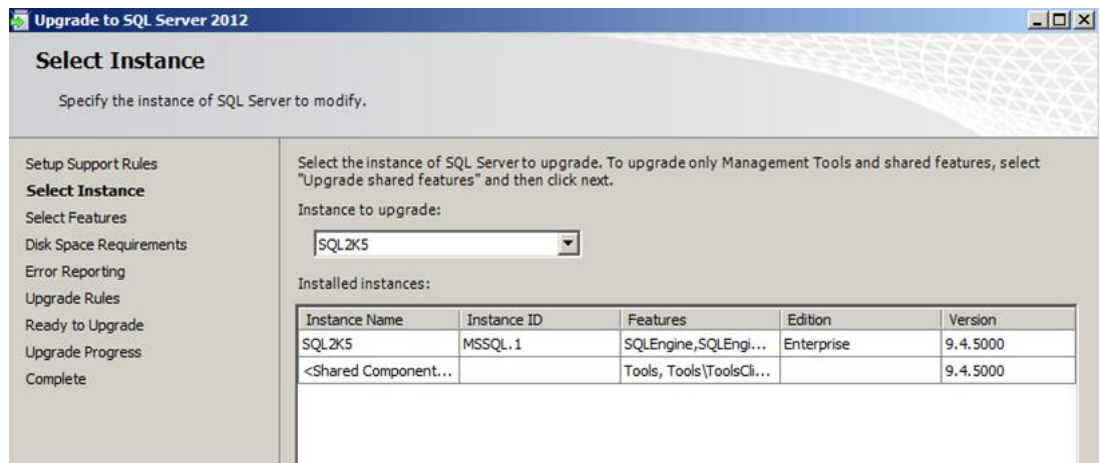 Upgrade to SQL Server 2012
Select Instance
Specify the instance of SQL Server to modify.
Setup Support Rules
Select Instance
Select Features
Disk Space Requirements
Error Reporting
Upgrade Rules
Ready to Upgrade
Upgrade Progress
Complete
Select the instance of SQL Server to upgrade. To upgrade only Management Tools and shared features, select
"Upgrade shared features" and then click next.
Instance to upgrade:
SQL2K5
Installed instances:
Instance Name Instance ID Features Edition Version
SQL2K5 MSSQL.1 SQLEngine,SQLEngi... Enterprise 9.4.5000
<Shared Component... Tools, Tools\ToolsCli... 9.4.5000